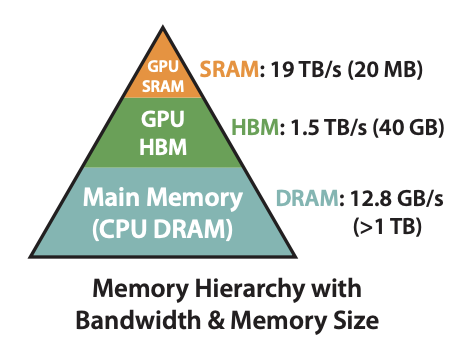 GPU
SRAM
SRAM: 19 TB/s (20 MB)
GPU
HBM
HBM: 1.5 TB/s (40 GB)
Main Memory
(CPU DRAM)
DRAM: 12.8 GB/s
(>1 TB)
Memory Hierarchy with
Bandwidth & Memory Size